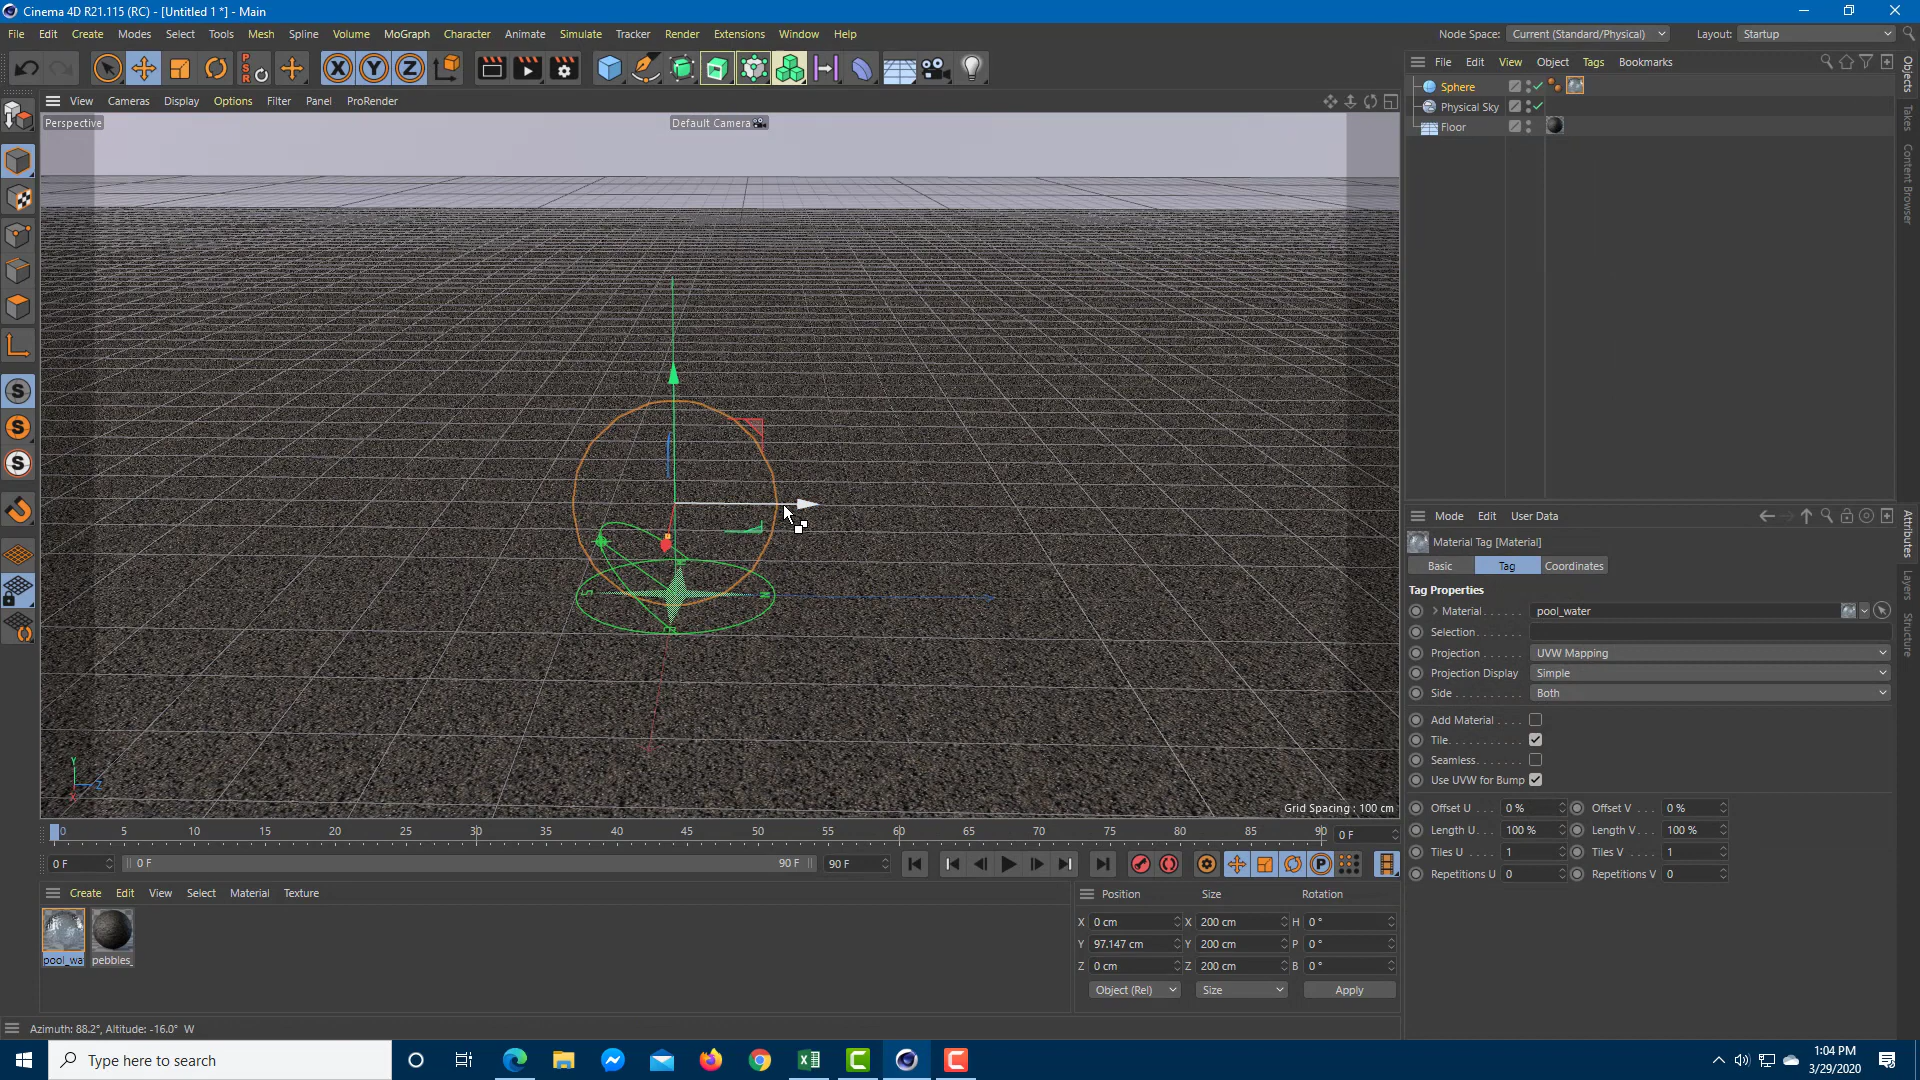 Cinema 4D R21.115 (RC) - [Untitled 1 *] - Main
File Edit Create Modes Select Tools Mesh Spline Volume MoGraph Character Animate Simulate Tracker Render Extensions Window Help
Node Space: Current (Standard/Physical) Layout: Startup
View Cameras Display Options Filter Panel ProRender
Perspective
Default Camera
Grid Spacing : 100 cm
File Edit View Object Tags Bookmarks
Sphere
Physical Sky
Floor
Objects
Takes
Content Browser
Mode Edit User Data
Material Tag [Material]
Basic Tag Coordinates
Tag Properties
Material pool_water
Selection
Projection UVW Mapping
Projection Display Simple
Side Both
Add Material
Tile
Seamless
Use UVW for Bump
Offset U 0 % Offset V 0 %
Length U 100 % Length V 100 %
Tiles U 1 Tiles V 1
Repetitions U 0 Repetitions V 0
Attributes
Layers
Structure
0 5 10 15 20 25 30 35 40 45 50 55 60 65 70 75 80 85 90 0 F
0 F 0 F 90 F 90 F
Create Edit View Select Material Texture
pool_wa pebbles_
Position Size Rotation
X 0 cm X 200 cm H 0 °
Y 97.147 cm Y 200 cm P 0 °
Z 0 cm Z 200 cm B 0 °
Object (Rel) Size Apply
Azimuth: 88.2°, Altitude: -16.0° W
Type here to search
1:04 PM
3/29/2020